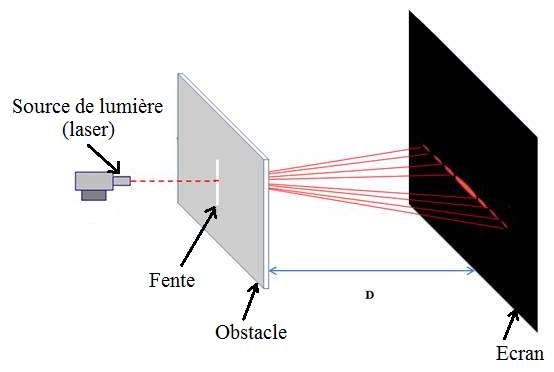 Source de lumière
(laser)
Fente
Obstacle
D
Ecran